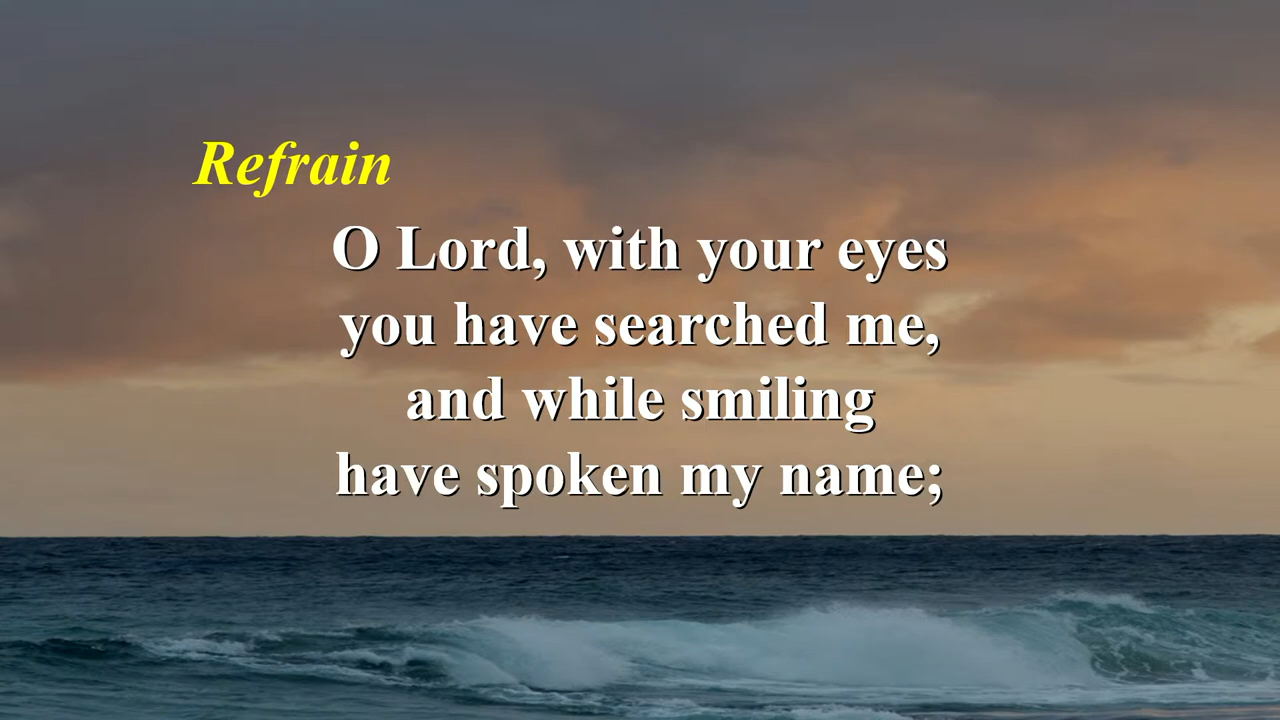 Refrain
O Lord, with your eyes
you have searched me,
and while smiling
have spoken my name;